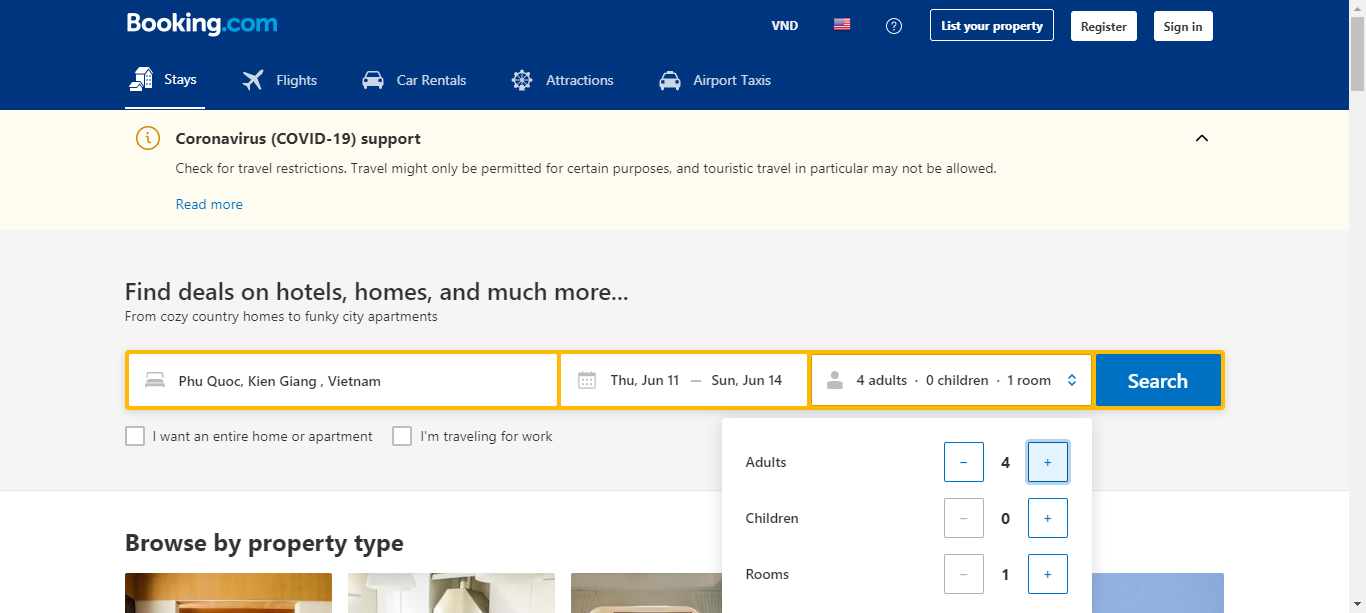 Booking.com
VND
List your property
Register
Sign in
Stays
Flights
Car Rentals
Attractions
Airport Taxis
Coronavirus (COVID-19) support
Check for travel restrictions. Travel might only be permitted for certain purposes, and touristic travel in particular may not be allowed.
Read more
Find deals on hotels, homes, and much more...
From cozy country homes to funky city apartments
Phu Quoc, Kien Giang , Vietnam
Thu, Jun 11 — Sun, Jun 14
4 adults · 0 children · 1 room
Search
I want an entire home or apartment
I'm traveling for work
Adults − 4 +
Children − 0 +
Rooms − 1 +
Browse by property type